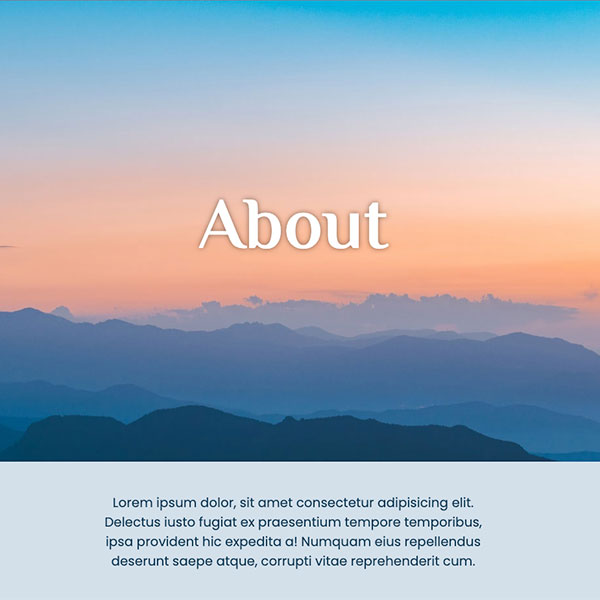 About
Lorem ipsum dolor, sit amet consectetur adipisicing elit.
Delectus iusto fugiat ex praesentium tempore temporibus,
ipsa provident hic expedita a! Numquam eius repellendus
deserunt saepe atque, corrupti vitae reprehenderit cum.